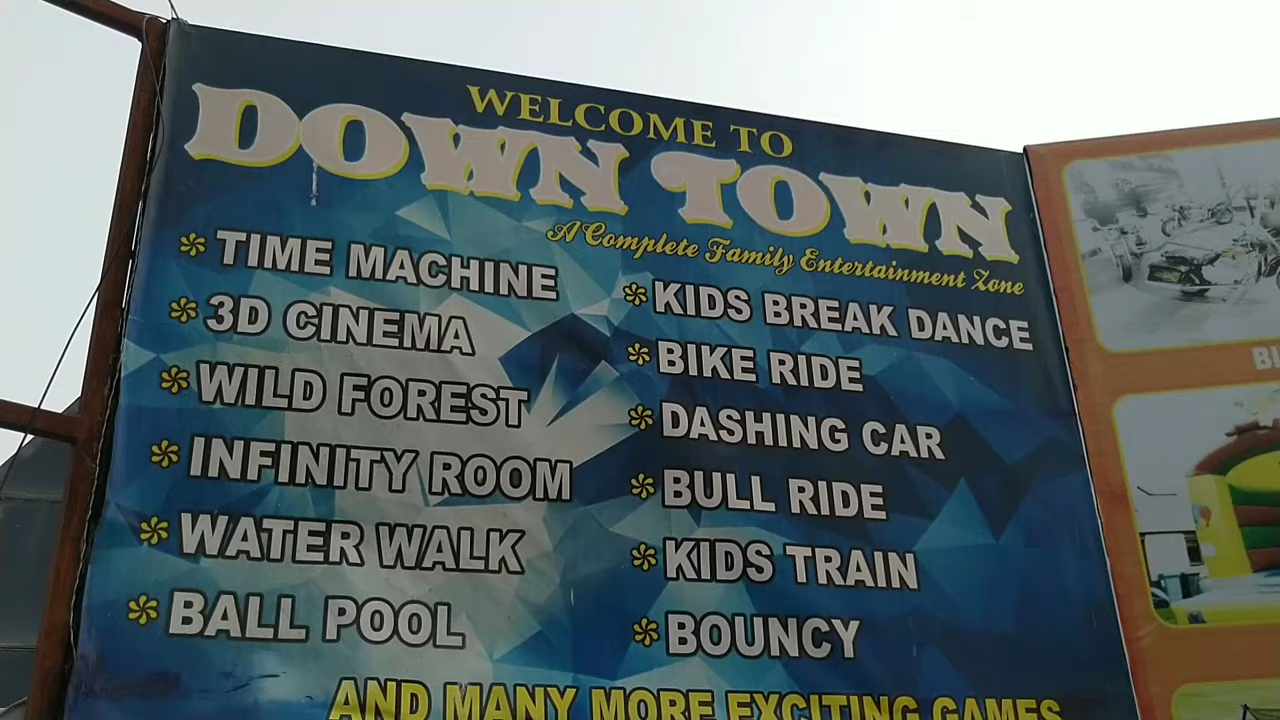 WELCOME TO
DOWN TOWN
A Complete Family Entertainment Zone
TIME MACHINE
3D CINEMA
WILD FOREST
INFINITY ROOM
WATER WALK
BALL POOL
KIDS BREAK DANCE
BIKE RIDE
DASHING CAR
BULL RIDE
KIDS TRAIN
BOUNCY
AND MANY MORE EXCITING GAMES